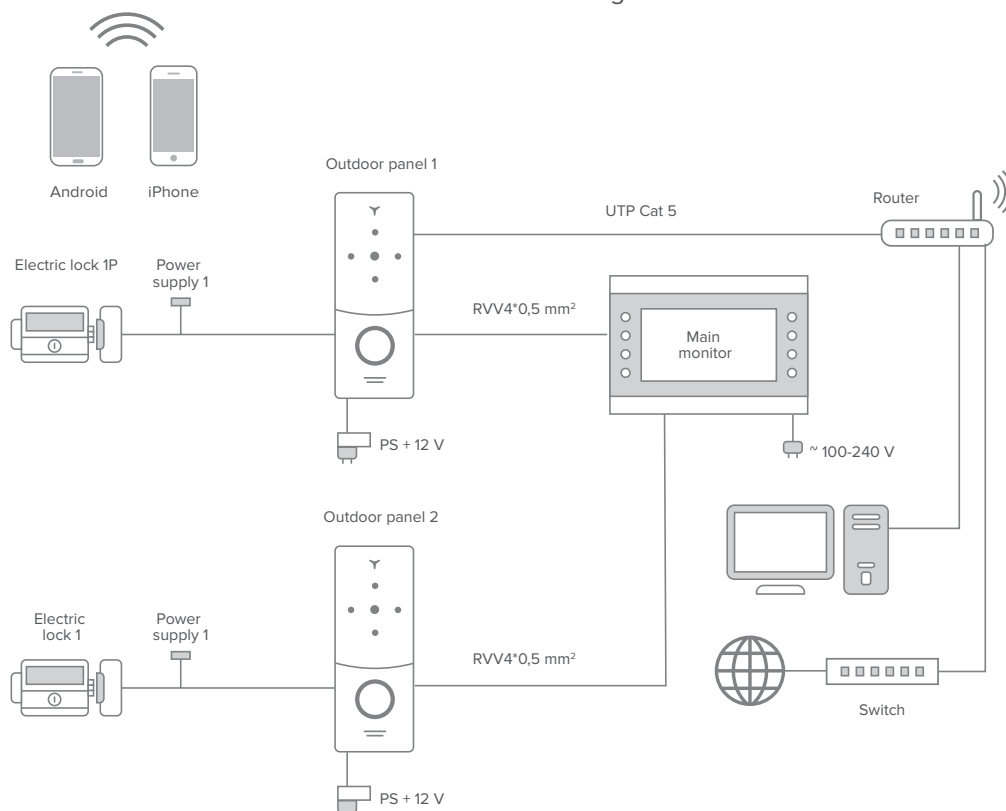 Android
iPhone
Outdoor panel 1
UTP Cat 5
Router
Electric lock 1P
Power
supply 1
RVV4*0,5 mm²
Main
monitor
PS + 12 V
~ 100-240 V
Outdoor panel 2
Electric
lock 1
Power
supply 1
RVV4*0,5 mm²
Switch
PS + 12 V